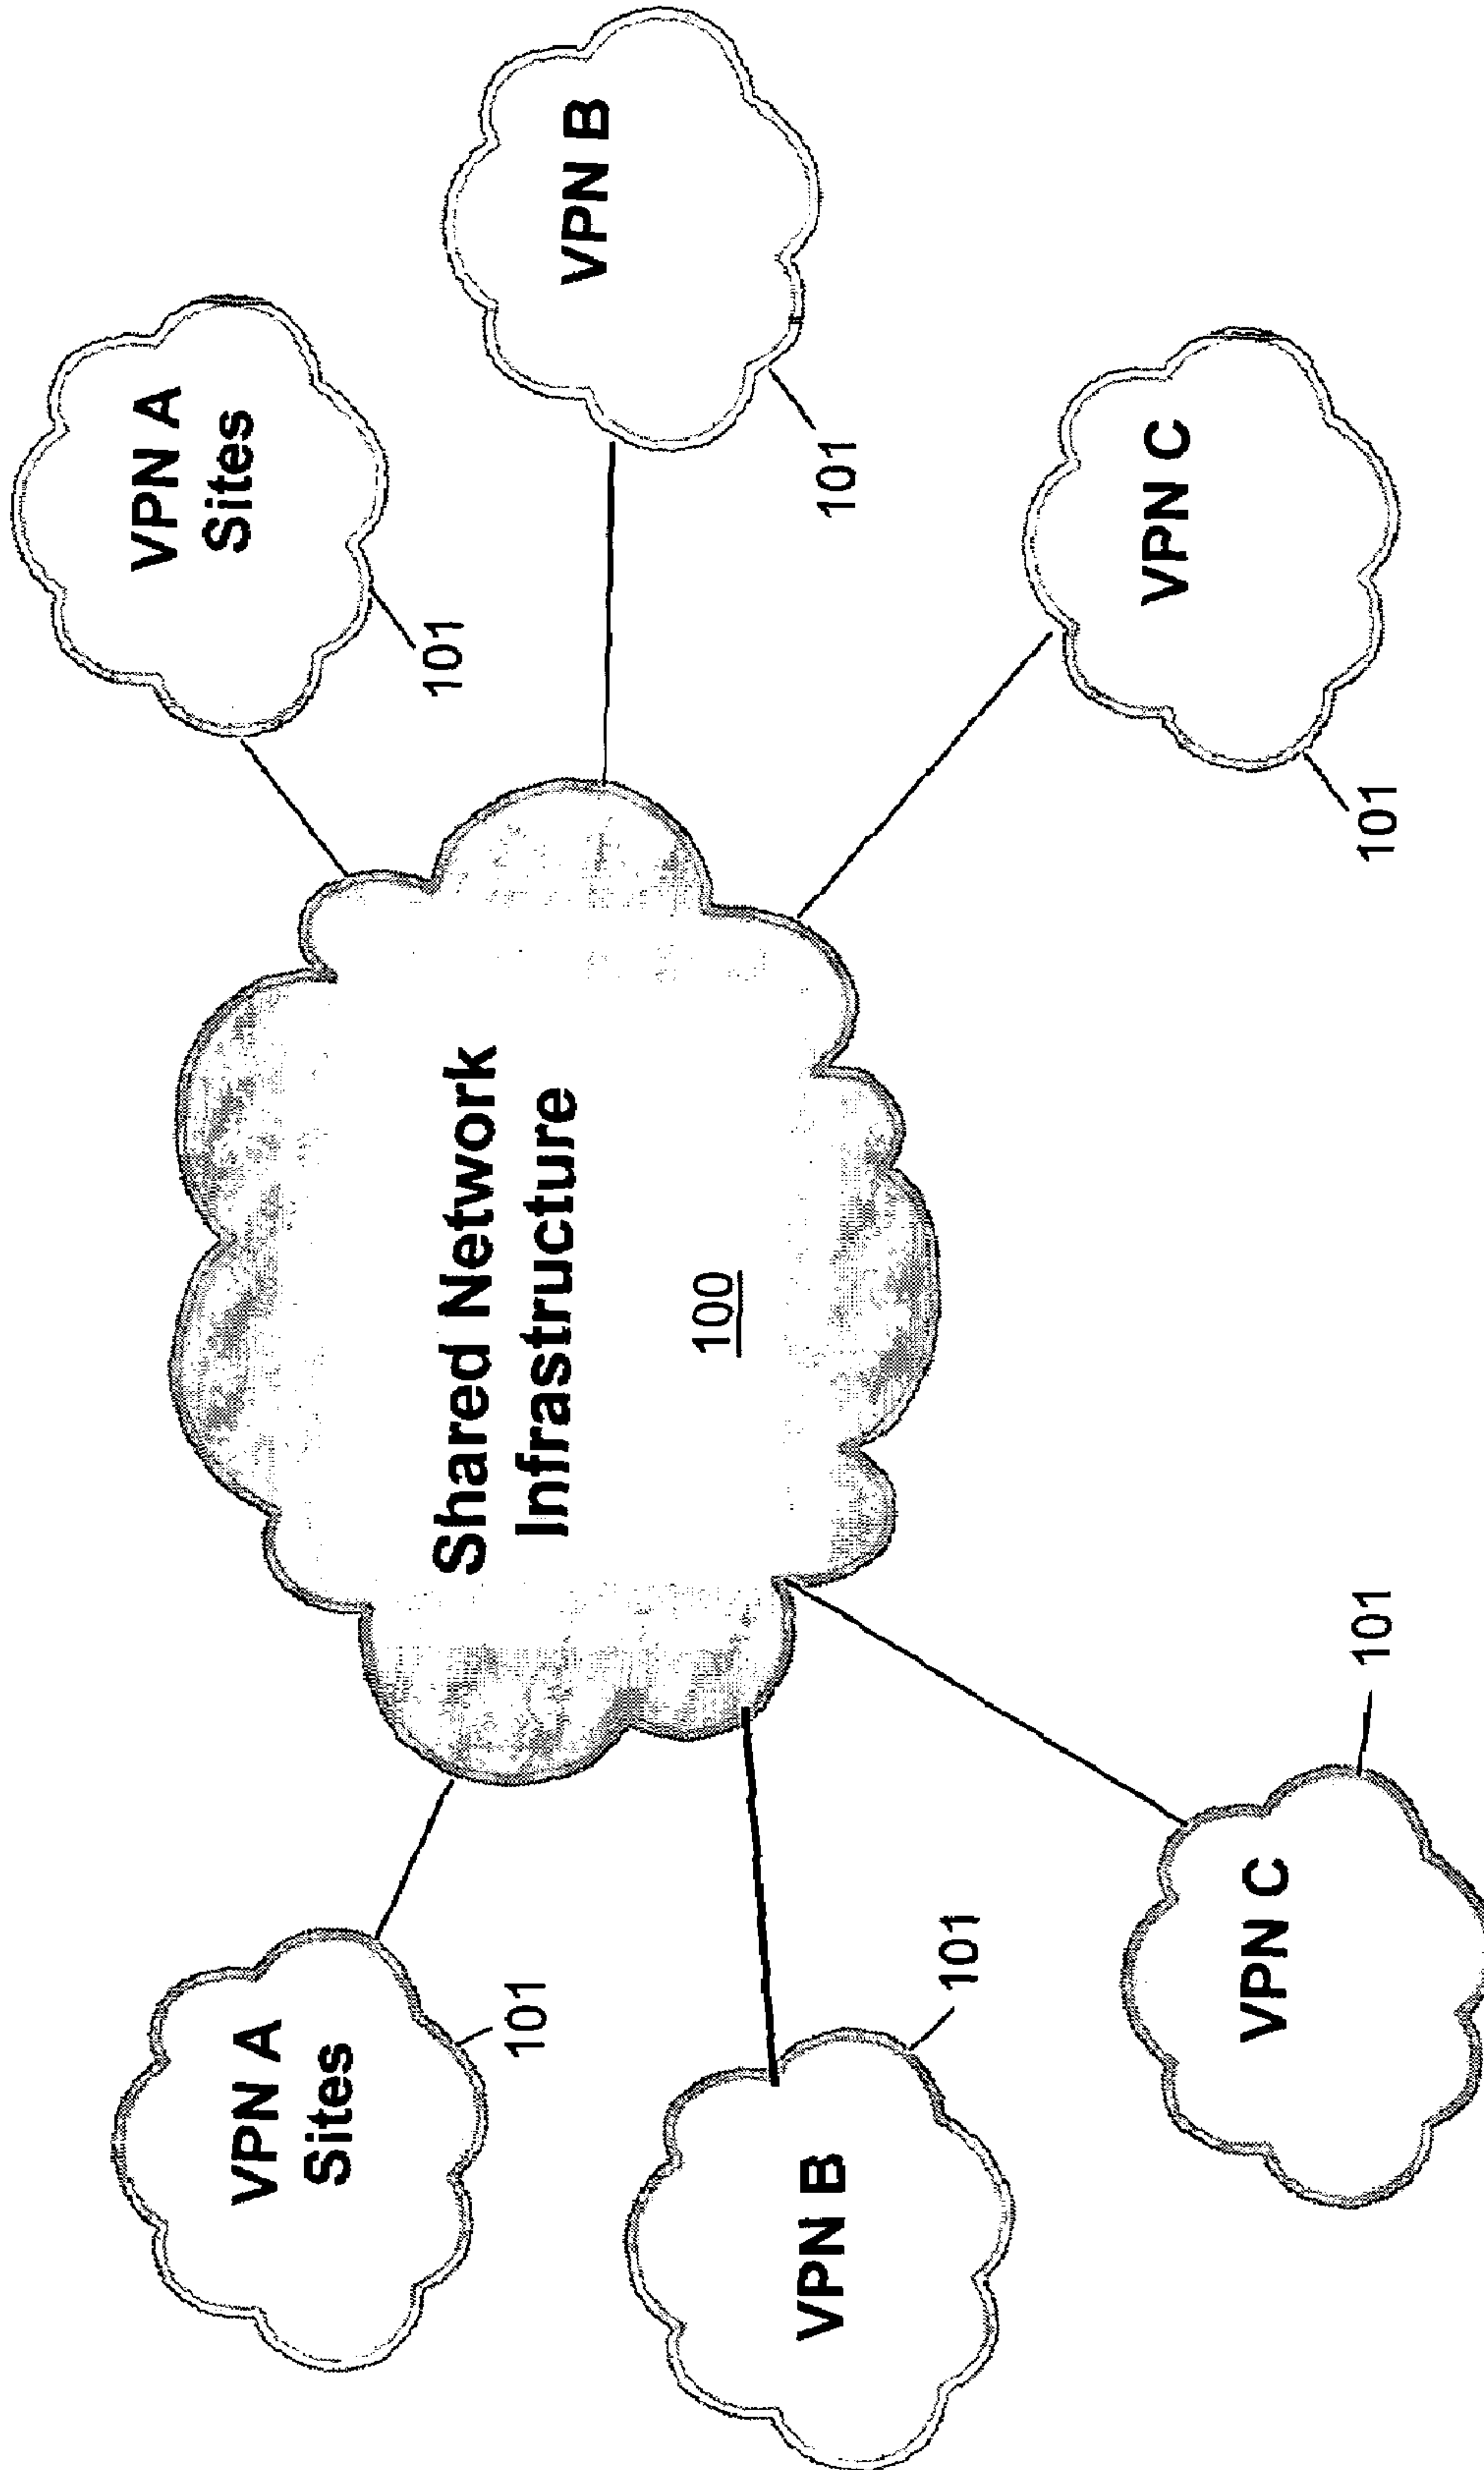 VPN A
Sites
101
VPN A
Sites
101
Shared Network
Infrastructure
100
VPN B
101
VPN B
101
VPN C
101
VPN C
101